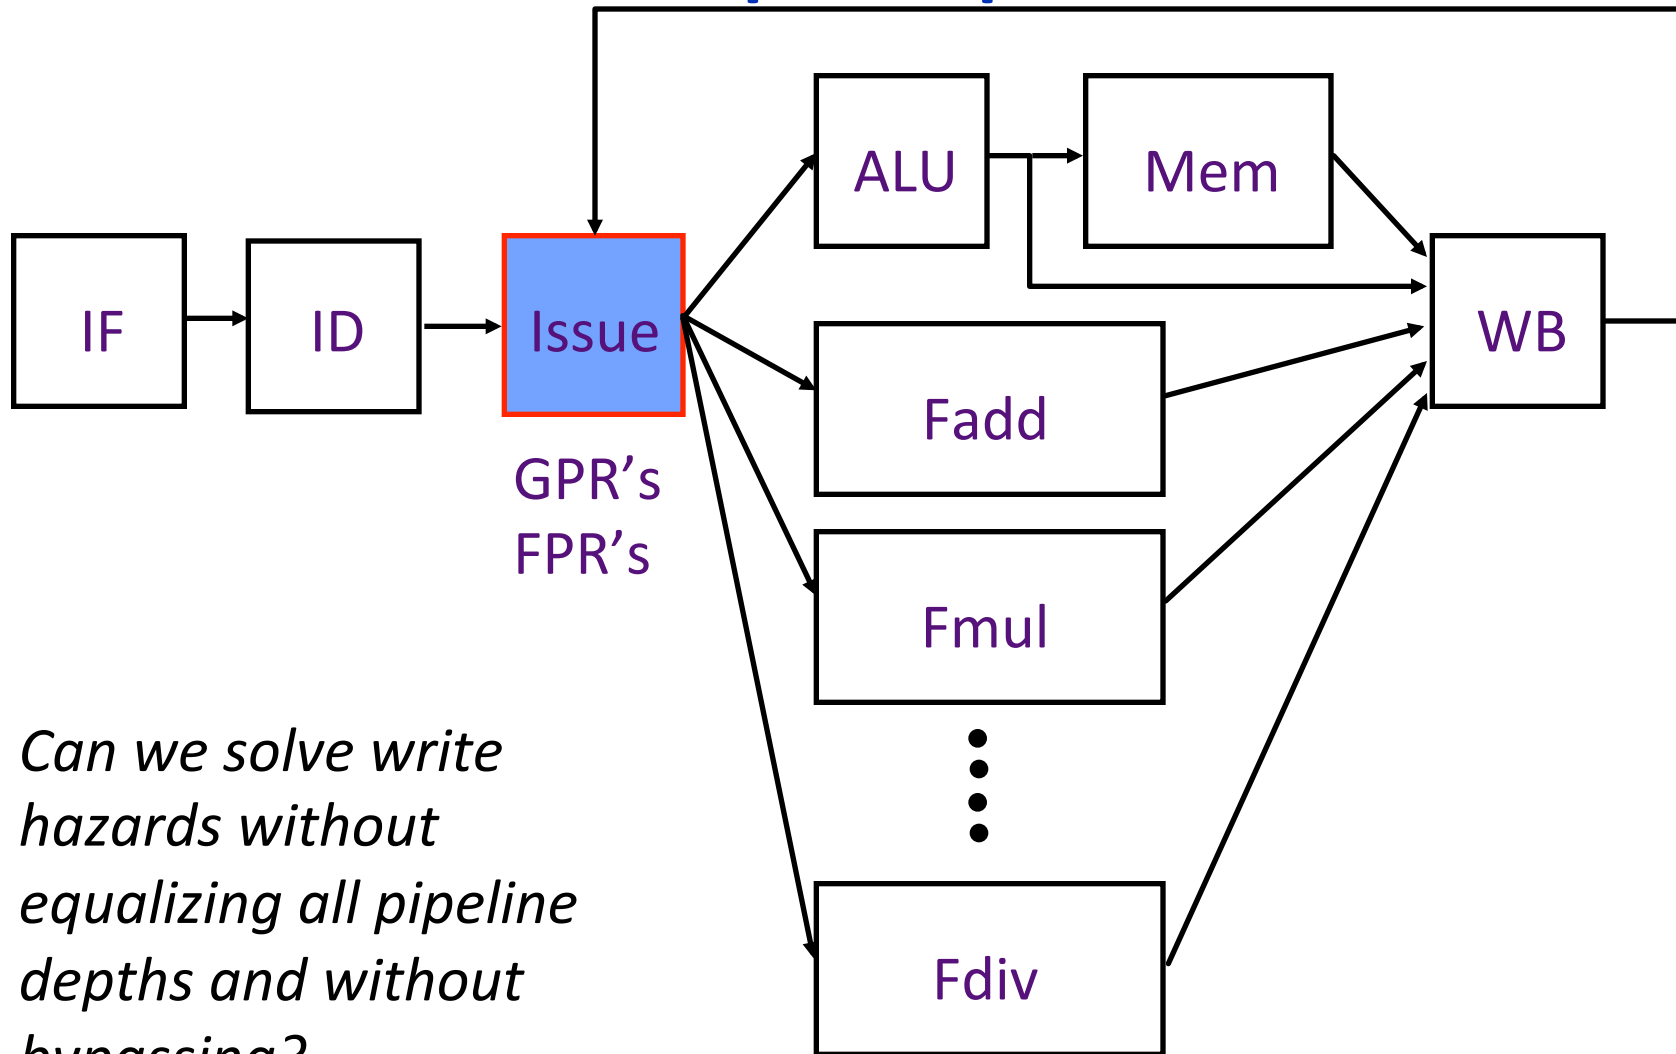 ALU
Mem
IF
ID
Issue
WB
GPR’s
FPR’s
Fadd
Fmul
Fdiv
Can we solve write
hazards without
equalizing all pipeline
depths and without
bypassing?